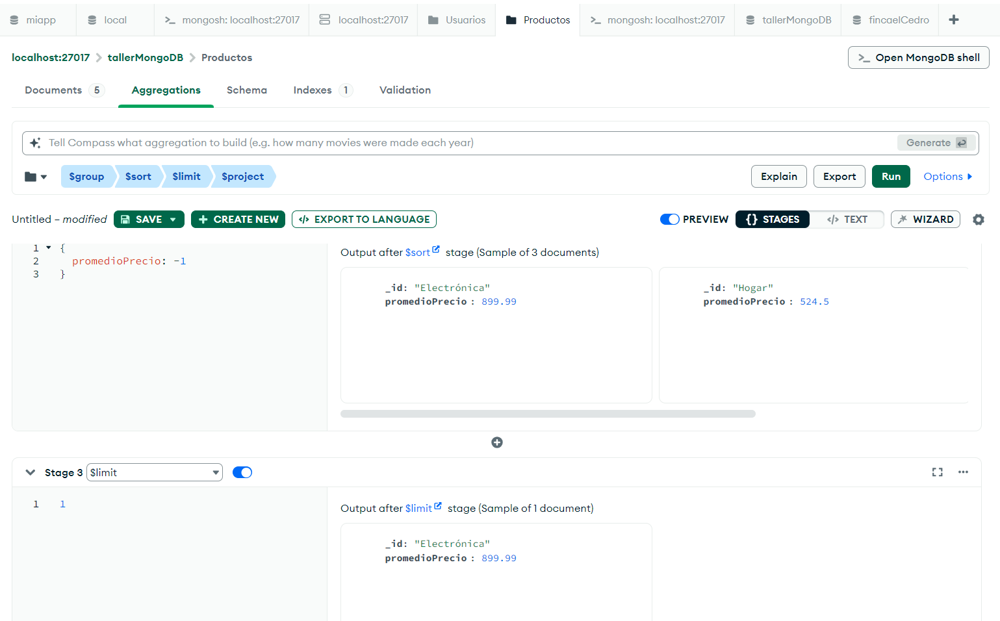 miapp
local
mongosh: localhost:27017
localhost:27017
Usuarios
Productos
mongosh: localhost:27017
tallerMongoDB
fincaelCedro
localhost:27017 > tallerMongoDB > Productos
>_ Open MongoDB shell
Documents 5 Aggregations Schema Indexes 1 Validation
Tell Compass what aggregation to build (e.g. how many movies were made each year)
Generate
$group $sort $limit $project
Explain Export Run Options
Untitled – modified SAVE + CREATE NEW </> EXPORT TO LANGUAGE
PREVIEW {} STAGES </> TEXT WIZARD
1 {
2 promedioPrecio: -1
3 }
Output after $sort stage (Sample of 3 documents)
_id: "Electrónica"
promedioPrecio : 899.99
_id: "Hogar"
promedioPrecio : 524.5
Stage 3 $limit
1 1
Output after $limit stage (Sample of 1 document)
_id: "Electrónica"
promedioPrecio : 899.99